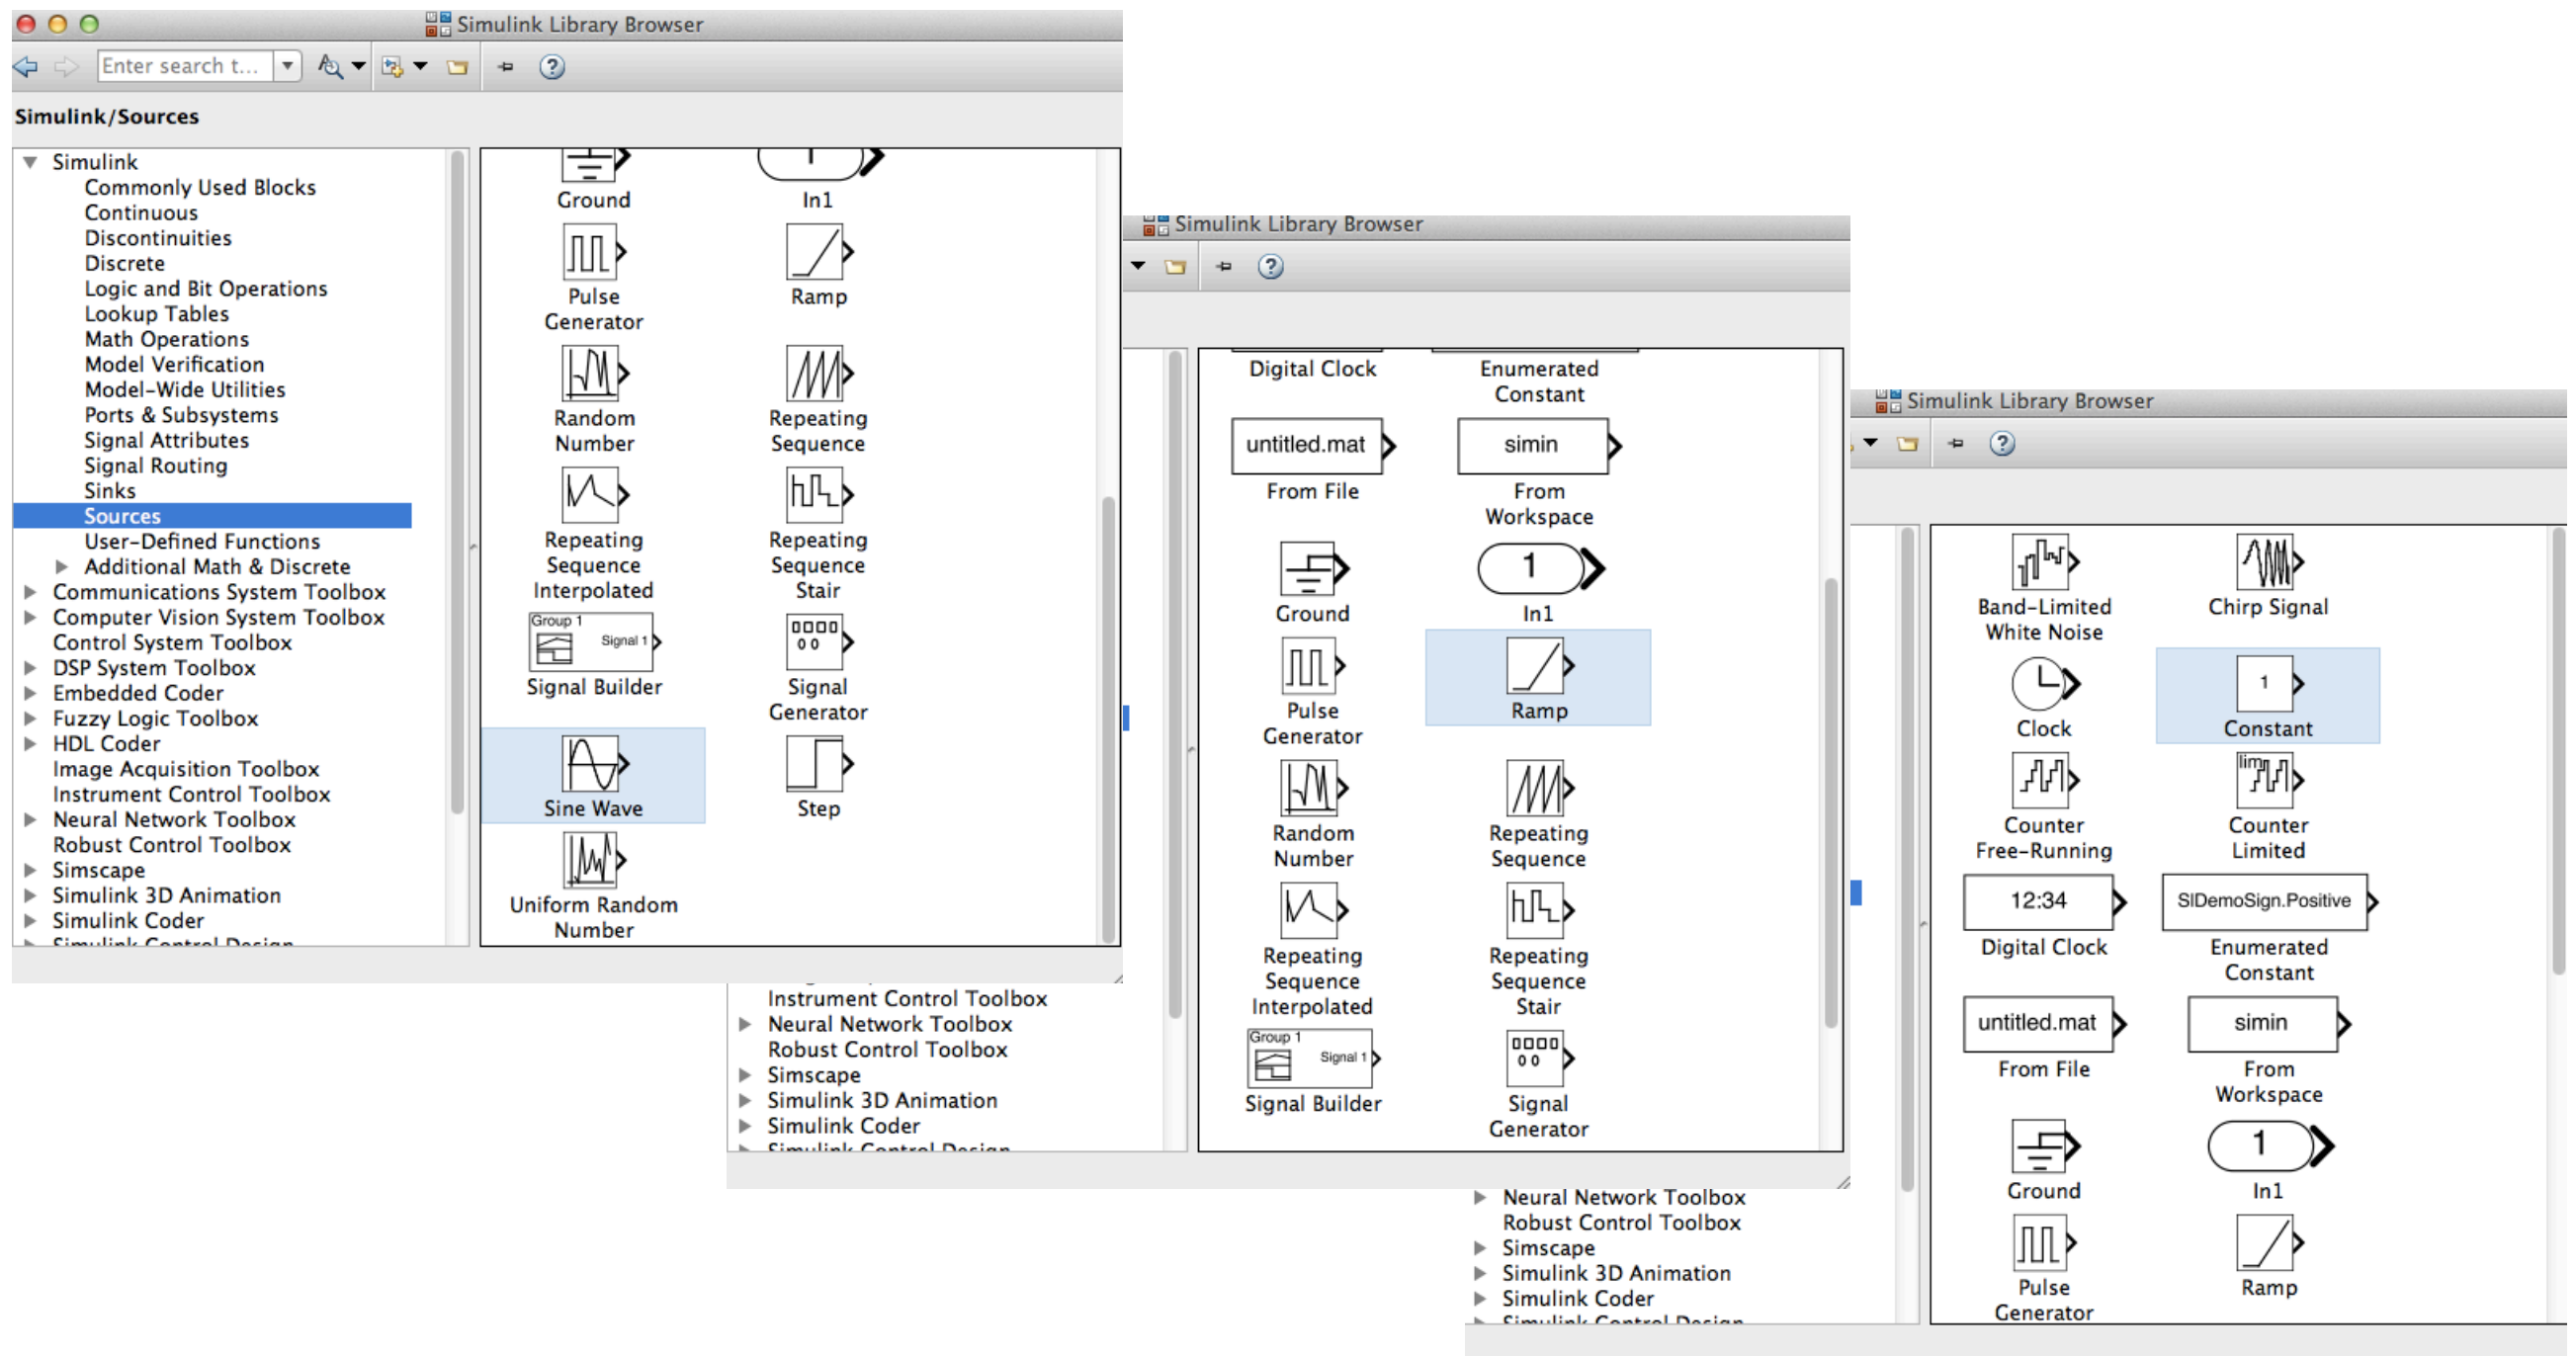 Simulink Library Browser
Enter search t...
Simulink/Sources
Simulink
Commonly Used Blocks
Continuous
Discontinuities
Discrete
Logic and Bit Operations
Lookup Tables
Math Operations
Model Verification
Model-Wide Utilities
Ports & Subsystems
Signal Attributes
Signal Routing
Sinks
Sources
User-Defined Functions
Additional Math & Discrete
Communications System Toolbox
Computer Vision System Toolbox
Control System Toolbox
DSP System Toolbox
Embedded Coder
Fuzzy Logic Toolbox
HDL Coder
Image Acquisition Toolbox
Instrument Control Toolbox
Neural Network Toolbox
Robust Control Toolbox
Simscape
Simulink 3D Animation
Simulink Coder
Simulink Control Design
Ground
In1
Pulse
Generator
Ramp
Random
Number
Repeating
Sequence
Repeating
Sequence
Interpolated
Repeating
Sequence
Stair
Group 1
Signal 1
Signal Builder
Signal
Generator
Sine Wave
Step
Uniform Random
Number
Simulink Library Browser
Digital Clock
Enumerated
Constant
untitled.mat
From File
simin
From
Workspace
Ground
1
In1
Pulse
Generator
Ramp
Random
Number
Repeating
Sequence
Repeating
Sequence
Interpolated
Repeating
Sequence
Stair
Group 1
Signal 1
Signal Builder
Signal
Generator
Instrument Control Toolbox
Neural Network Toolbox
Robust Control Toolbox
Simscape
Simulink 3D Animation
Simulink Coder
Simulink Control Design
Simulink Library Browser
Band-Limited
White Noise
Chirp Signal
Clock
1
Constant
Counter
Free-Running
lim
Counter
Limited
12:34
Digital Clock
SlDemoSign.Positive
Enumerated
Constant
untitled.mat
From File
simin
From
Workspace
Ground
1
In1
Pulse
Generator
Ramp
Neural Network Toolbox
Robust Control Toolbox
Simscape
Simulink 3D Animation
Simulink Coder
Simulink Control Design